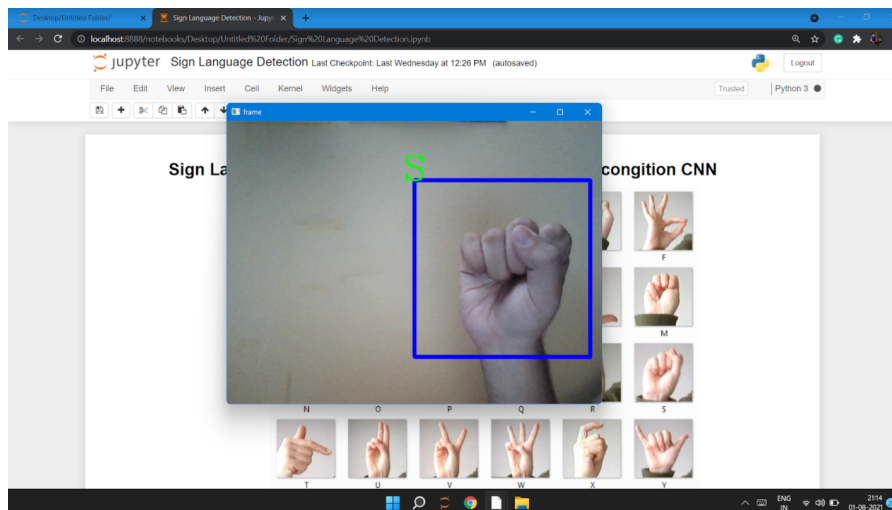 Desktop/Untitled Folder/
Sign Language Detection - Jupy
localhost:8888/notebooks/Desktop/Untitled%20Folder/Sign%20Language%20Detection.ipynb
jupyter Sign Language Detection Last Checkpoint: Last Wednesday at 12:26 PM (autosaved)
Logout
File Edit View Insert Cell Kernel Widgets Help
Trusted
Python 3
frame
S
Sign La
congition CNN
F
M
N O P Q R S
T U V W X Y
ENG
IN
21:14
01-08-2021